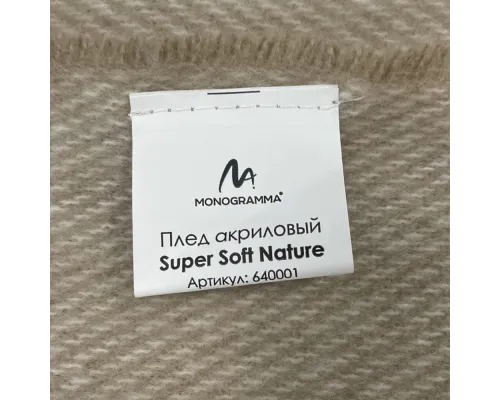 MONOGRAMMA
Плед акриловый
Super Soft Nature
Артикул: 640001